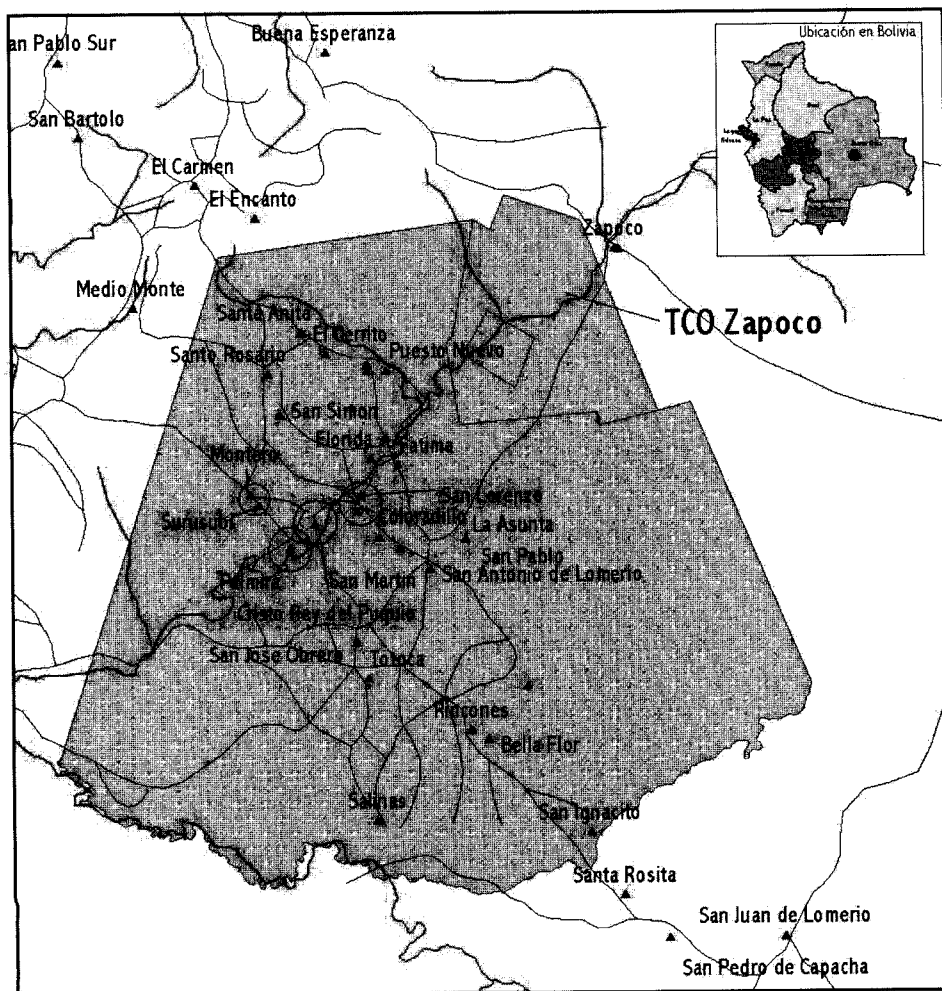 Ubicación en Bolivia
Buena Esperanza
an Pablo Sur
San Bartolo
El Carmen
El Encanto
Zapoco
Medio Monte
Santa Anita
El Cerrito
TCO Zapoco
Santo Rosario
Puesto Nuevo
San Simon
Florida
Fatima
Montero
San Lorenzo
Surusubi
Coloradillo
La Asunta
San Pablo
Palmira
San Martin
San Antonio de Lomerio
Cristo Rey del Puquio
San Jose Obrero
Totoca
Rincones
Bella Flor
Salinas
San Ignacito
Santa Rosita
San Juan de Lomerio
San Pedro de Capacha